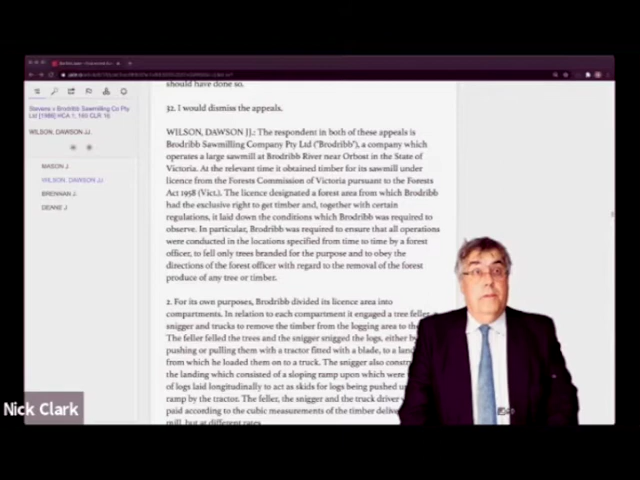 Stevens v Brodribb Sawmilling Co Pty
Ltd [1986] HCA 1; 160 CLR 16
WILSON, DAWSON JJ.
MASON J.
WILSON, DAWSON JJ
BRENNAN J
DEANE J
should have done so.
32. I would dismiss the appeals.
WILSON, DAWSON JJ.: The respondent in both of these appeals is
Brodribb Sawmilling Company Pty Ltd ("Brodribb"), a company which
operates a large sawmill at Brodribb River near Orbost in the State of
Victoria. At the relevant time it obtained timber for its sawmill under
licence from the Forests Commission of Victoria pursuant to the Forests
Act 1958 (Vict.). The licence designated a forest area from which Brodribb
had the exclusive right to get timber and, together with certain
regulations, it laid down the conditions which Brodribb was required to
observe. In particular, Brodribb was required to ensure that all operations
were conducted in the locations specified from time to time by a forest
officer, to fell only trees branded for the purpose and to obey the
directions of the forest officer with regard to the removal of the forest
produce of any tree or timber.
2. For its own purposes, Brodribb divided its licence area into
compartments. In relation to each compartment it engaged a tree feller,
snigger and trucks to remove the timber from the logging area to the
The feller felled the trees and the snigger snigged the logs, either by
pushing or pulling them with a tractor fitted with a blade, to a land
from which he loaded them on to a truck. The snigger also constru
the landing which consisted of a sloping ramp upon which were
of logs laid longitudinally to act as skids for logs being pushed u
ramp by the tractor. The feller, the snigger and the truck driver
paid according to the cubic measurements of the timber deliver
mill, but at different rates
Nick Clark